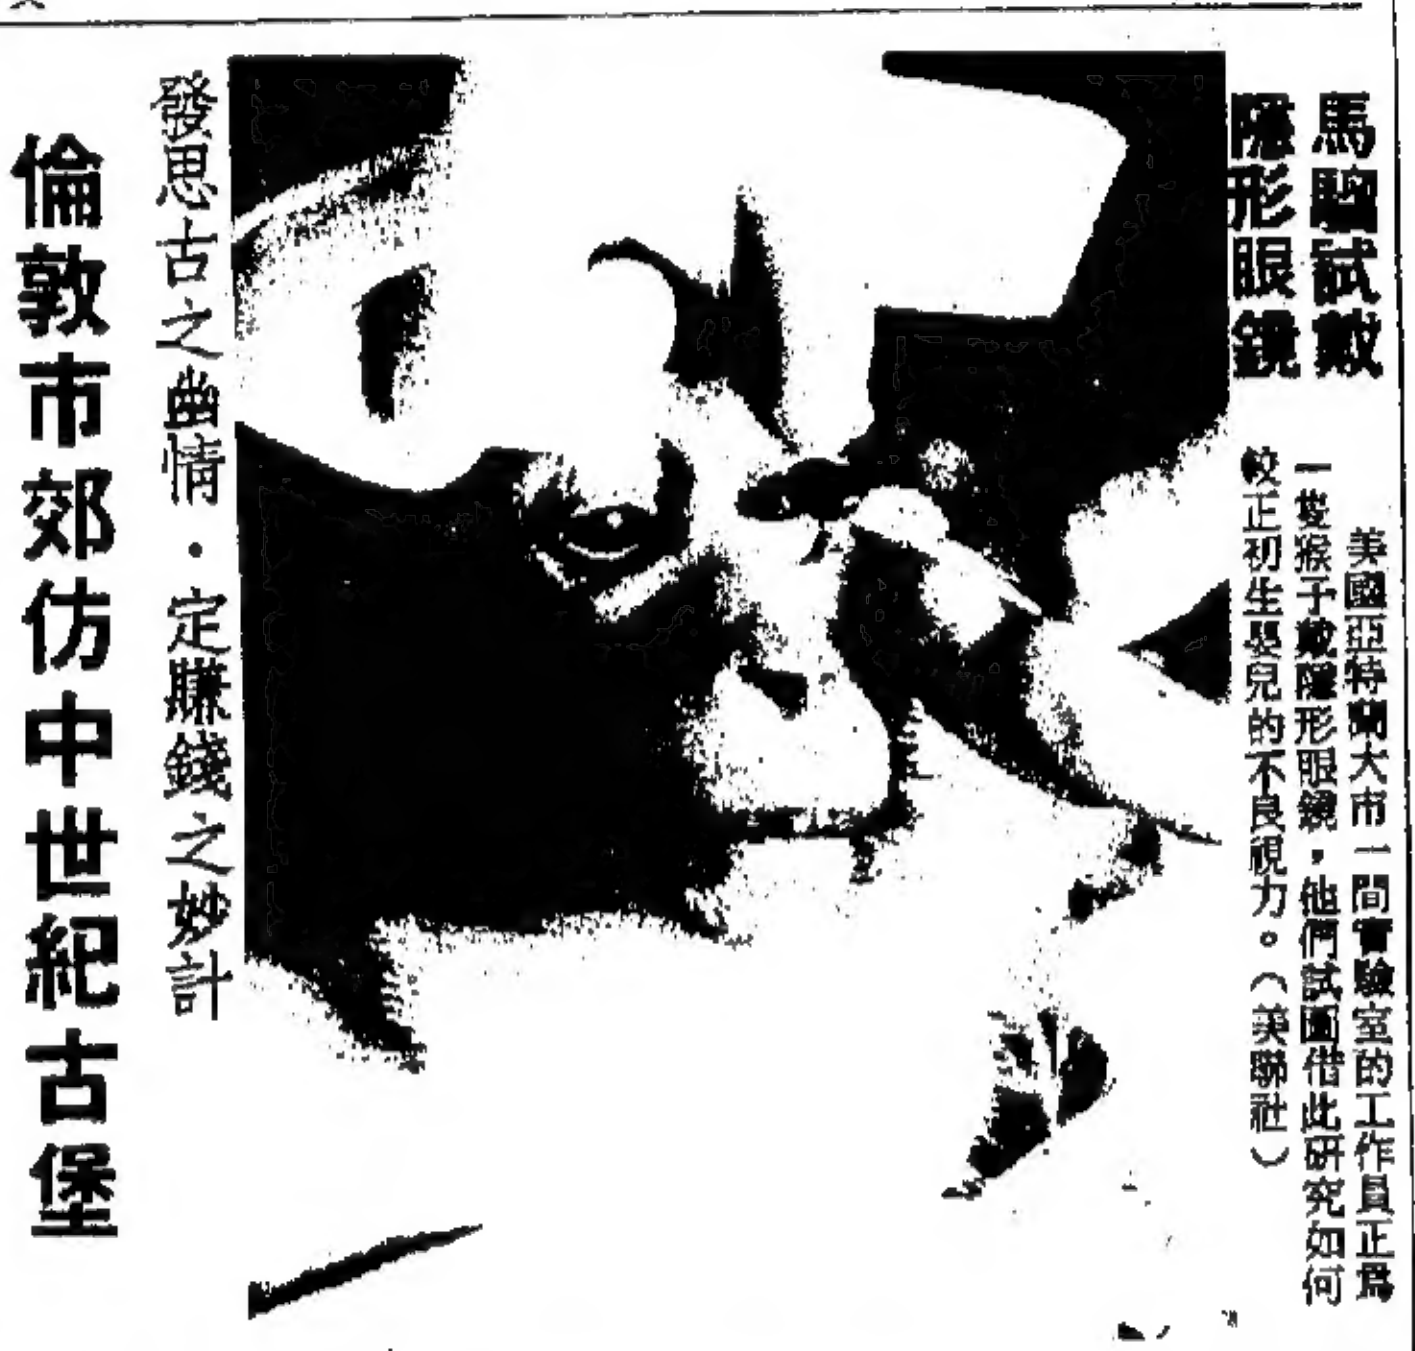 馬騮試戴
隱形眼鏡
美國亞特蘭大市一間實驗室的工作員正爲
一隻猴子戴隱形眼鏡，他們試圖借此研究如何
較正初生嬰兒的不良視力。（美聯社）
發思古之幽情・定賺錢之妙計
倫敦市郊仿中世紀古堡